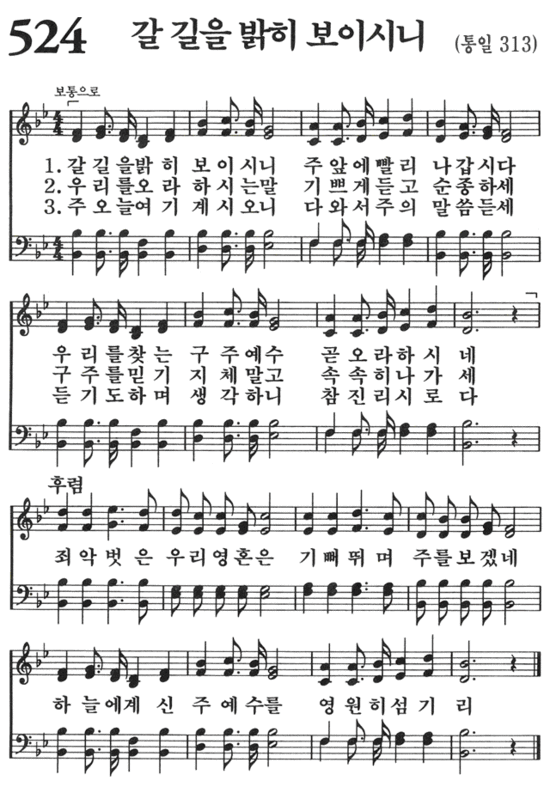 524 갈 길을 밝히 보이시니 (통일 313)
보통으로
1. 갈 길 을밝 히 보 이 시 니 주 앞 에 빨 리 나 갑 시 다
2. 우 리 를오 라 하 시 는 말 기 쁘 게 듣 고 순 종 하 세
3. 주 오 늘여 기 계 시 오 니 다 와 서 주 의 말 씀 듣 세
우 리 를찾 는 구 주 예 수 곧 오 라 하 시 네
구 주 를믿 기 지 체 말 고 속 속 히 나 가 세
듣 기 도하 며 생 각 하 니 참 진 리 시 로 다
후렴
죄 악 벗 은 우 리 영 혼 은 기 뻐 뛰 며 주 를 보 겠 네
하 늘 에계 신 주 예 수 를 영 원 히 섬 기 리